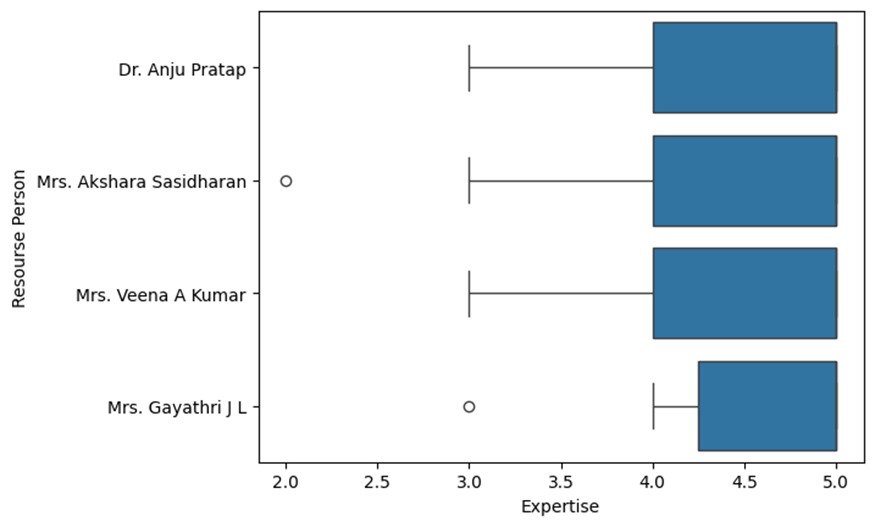 Resourse Person
Dr. Anju Pratap
Mrs. Akshara Sasidharan
Mrs. Veena A Kumar
Mrs. Gayathri J L
2.0 2.5 3.0 3.5 4.0 4.5 5.0
Expertise